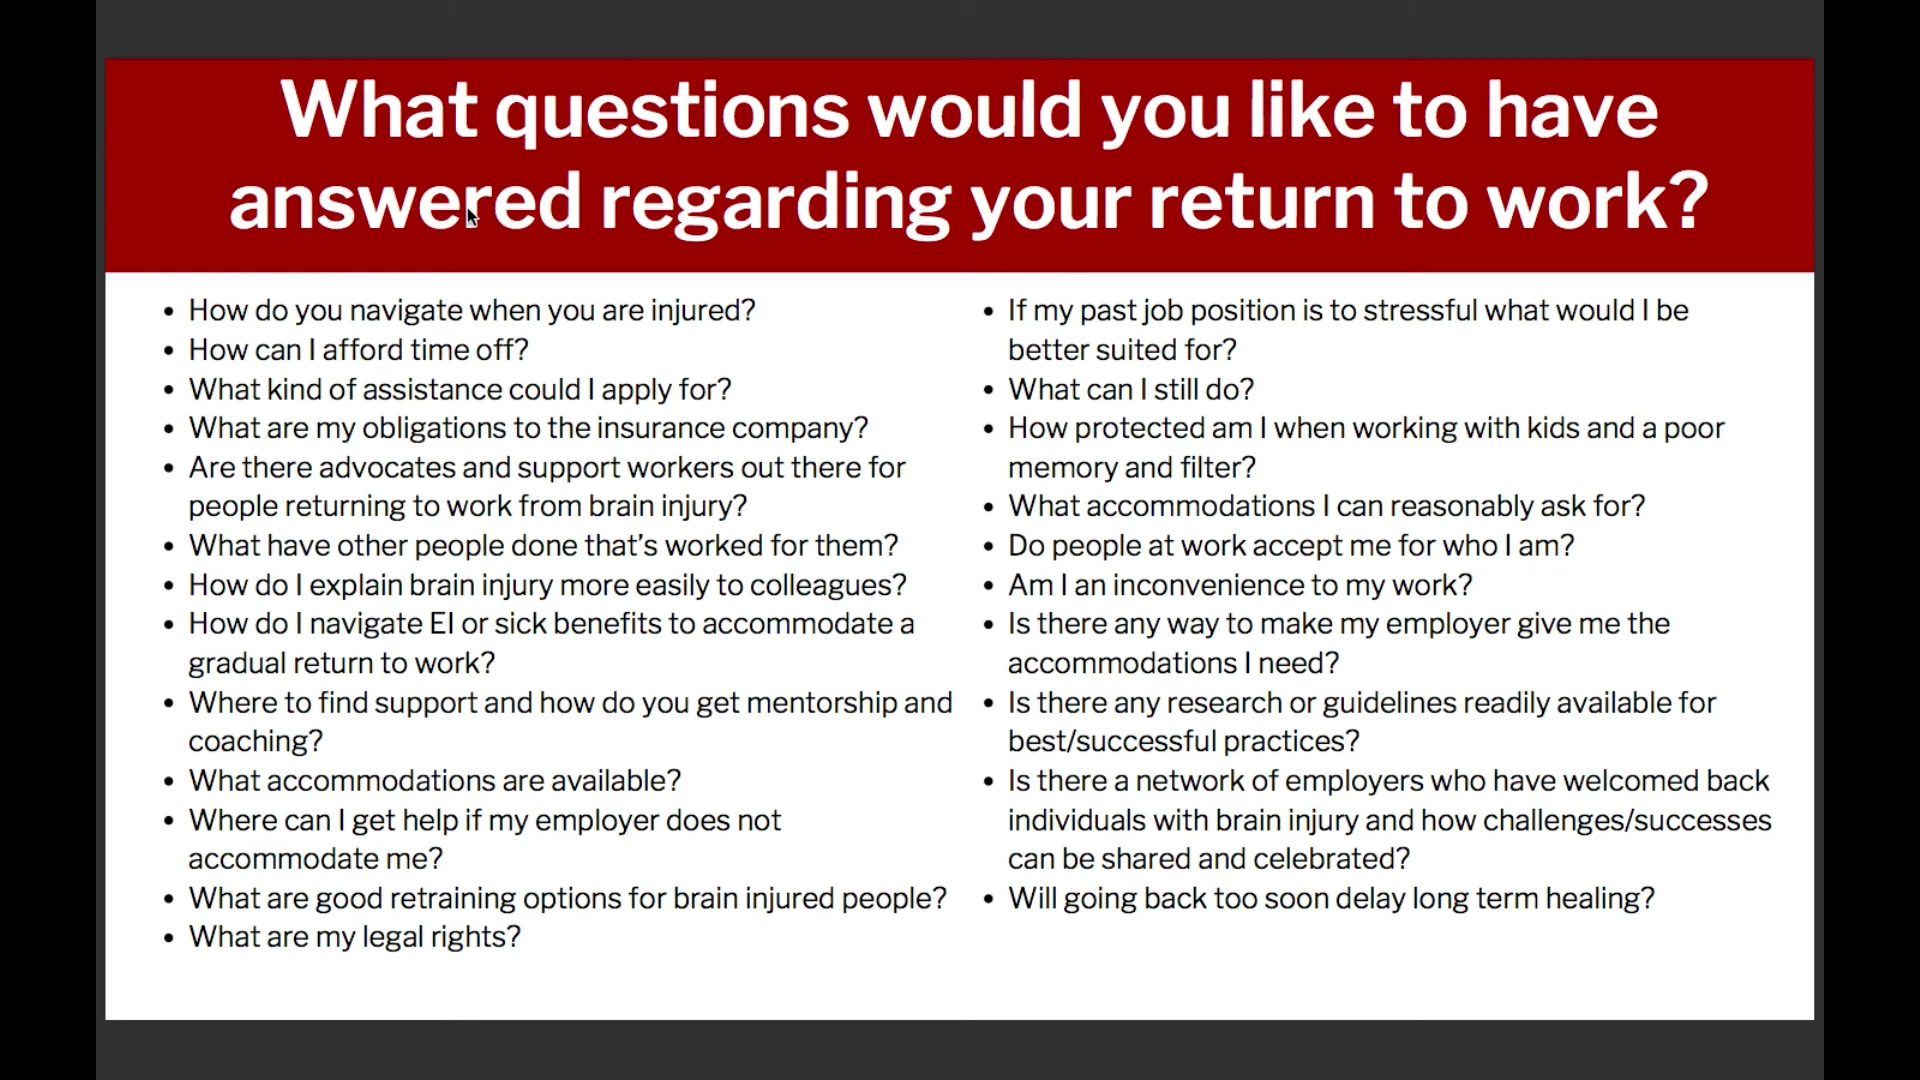 What questions would you like to have
answered regarding your return to work?
• How do you navigate when you are injured?
• How can I afford time off?
• What kind of assistance could I apply for?
• What are my obligations to the insurance company?
• Are there advocates and support workers out there for
people returning to work from brain injury?
• What have other people done that’s worked for them?
• How do I explain brain injury more easily to colleagues?
• How do I navigate EI or sick benefits to accommodate a
gradual return to work?
• Where to find support and how do you get mentorship and
coaching?
• What accommodations are available?
• Where can I get help if my employer does not
accommodate me?
• What are good retraining options for brain injured people?
• What are my legal rights?
• If my past job position is to stressful what would I be
better suited for?
• What can I still do?
• How protected am I when working with kids and a poor
memory and filter?
• What accommodations I can reasonably ask for?
• Do people at work accept me for who I am?
• Am I an inconvenience to my work?
• Is there any way to make my employer give me the
accommodations I need?
• Is there any research or guidelines readily available for
best/successful practices?
• Is there a network of employers who have welcomed back
individuals with brain injury and how challenges/successes
can be shared and celebrated?
• Will going back too soon delay long term healing?